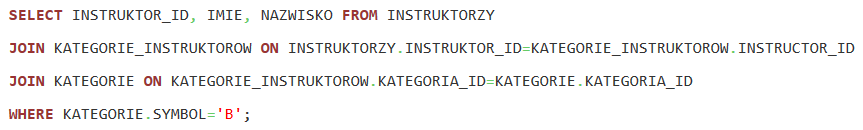 SELECT INSTRUKTOR_ID, IMIE, NAZWISKO FROM INSTRUKTORZY
JOIN KATEGORIE_INSTRUKTOROW ON INSTRUKTORZY.INSTRUKTOR_ID=KATEGORIE_INSTRUKTOROW.INSTRUCTOR_ID
JOIN KATEGORIE ON KATEGORIE_INSTRUKTOROW.KATEGORIA_ID=KATEGORIE.KATEGORIA_ID
WHERE KATEGORIE.SYMBOL='B';